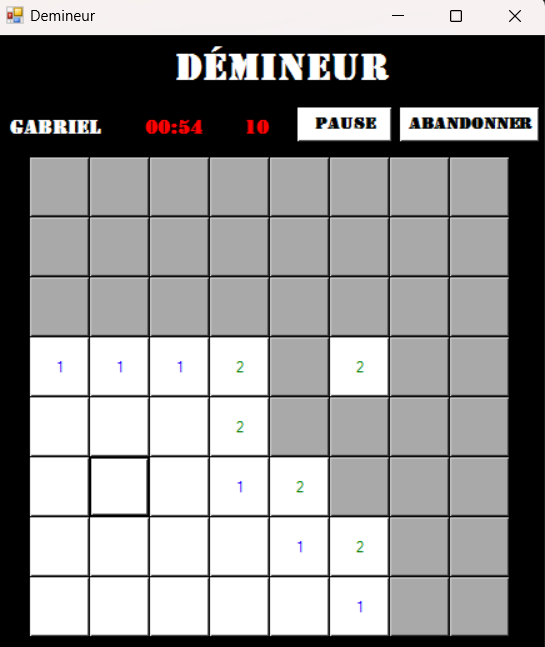 Demineur
DÉMINEUR
GABRIEL 00:54 10 PAUSE ABANDONNER
1 1 1 2 2
2
1 2
1 2
1